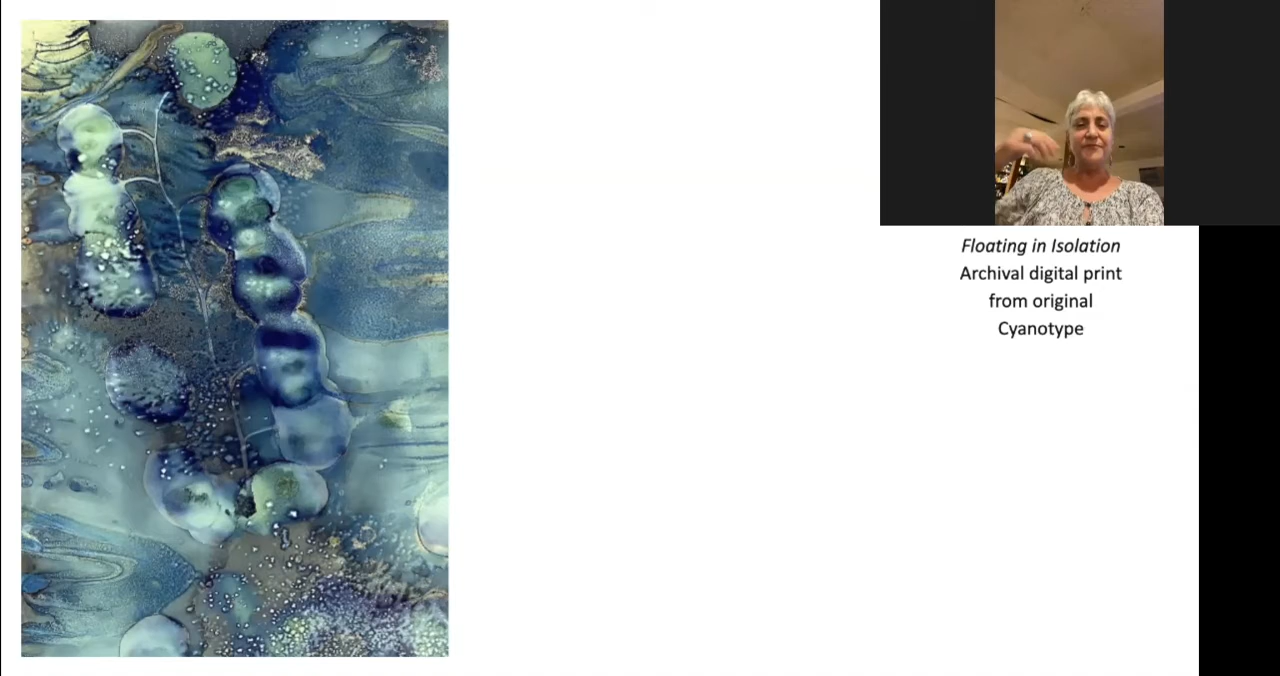 Floating in Isolation
Archival digital print
from original
Cyanotype